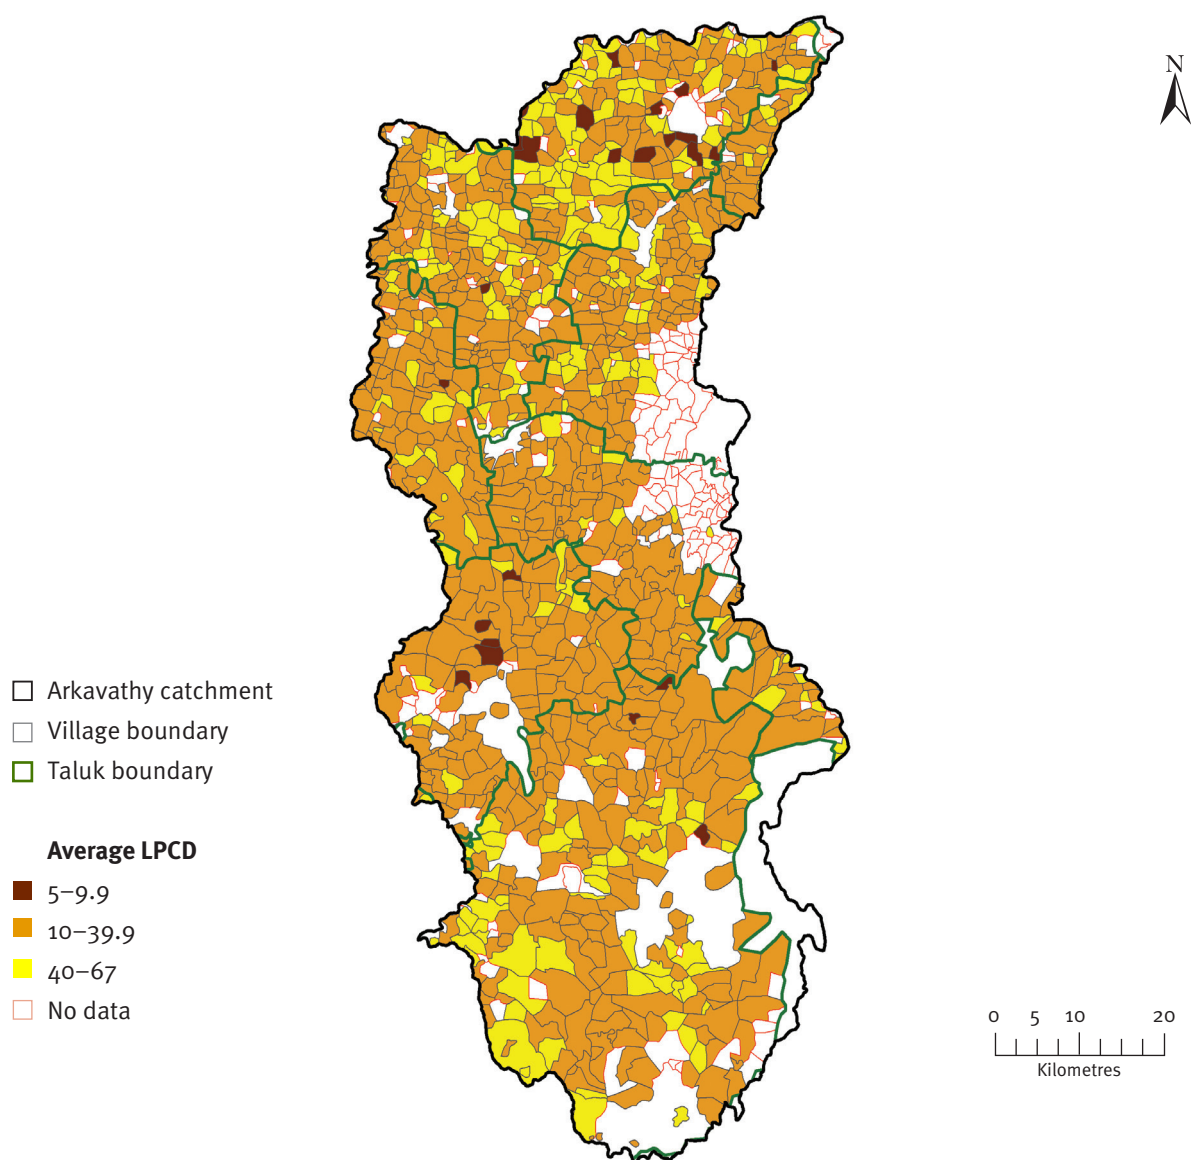 N
Arkavathy catchment
Village boundary
Taluk boundary
Average LPCD
5–9.9
10–39.9
40–67
No data
0 5 10 20
Kilometres